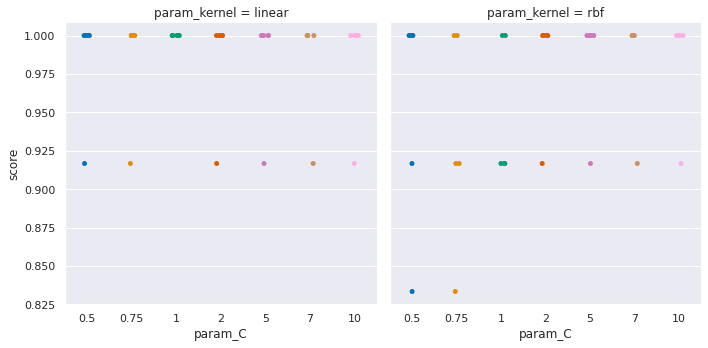 param_kernel = linear
param_kernel = rbf
1.000
0.975
0.950
0.925
0.900
0.875
0.850
0.825
score
0.5 0.75 1 2 5 7 10
0.5 0.75 1 2 5 7 10
param_C
param_C